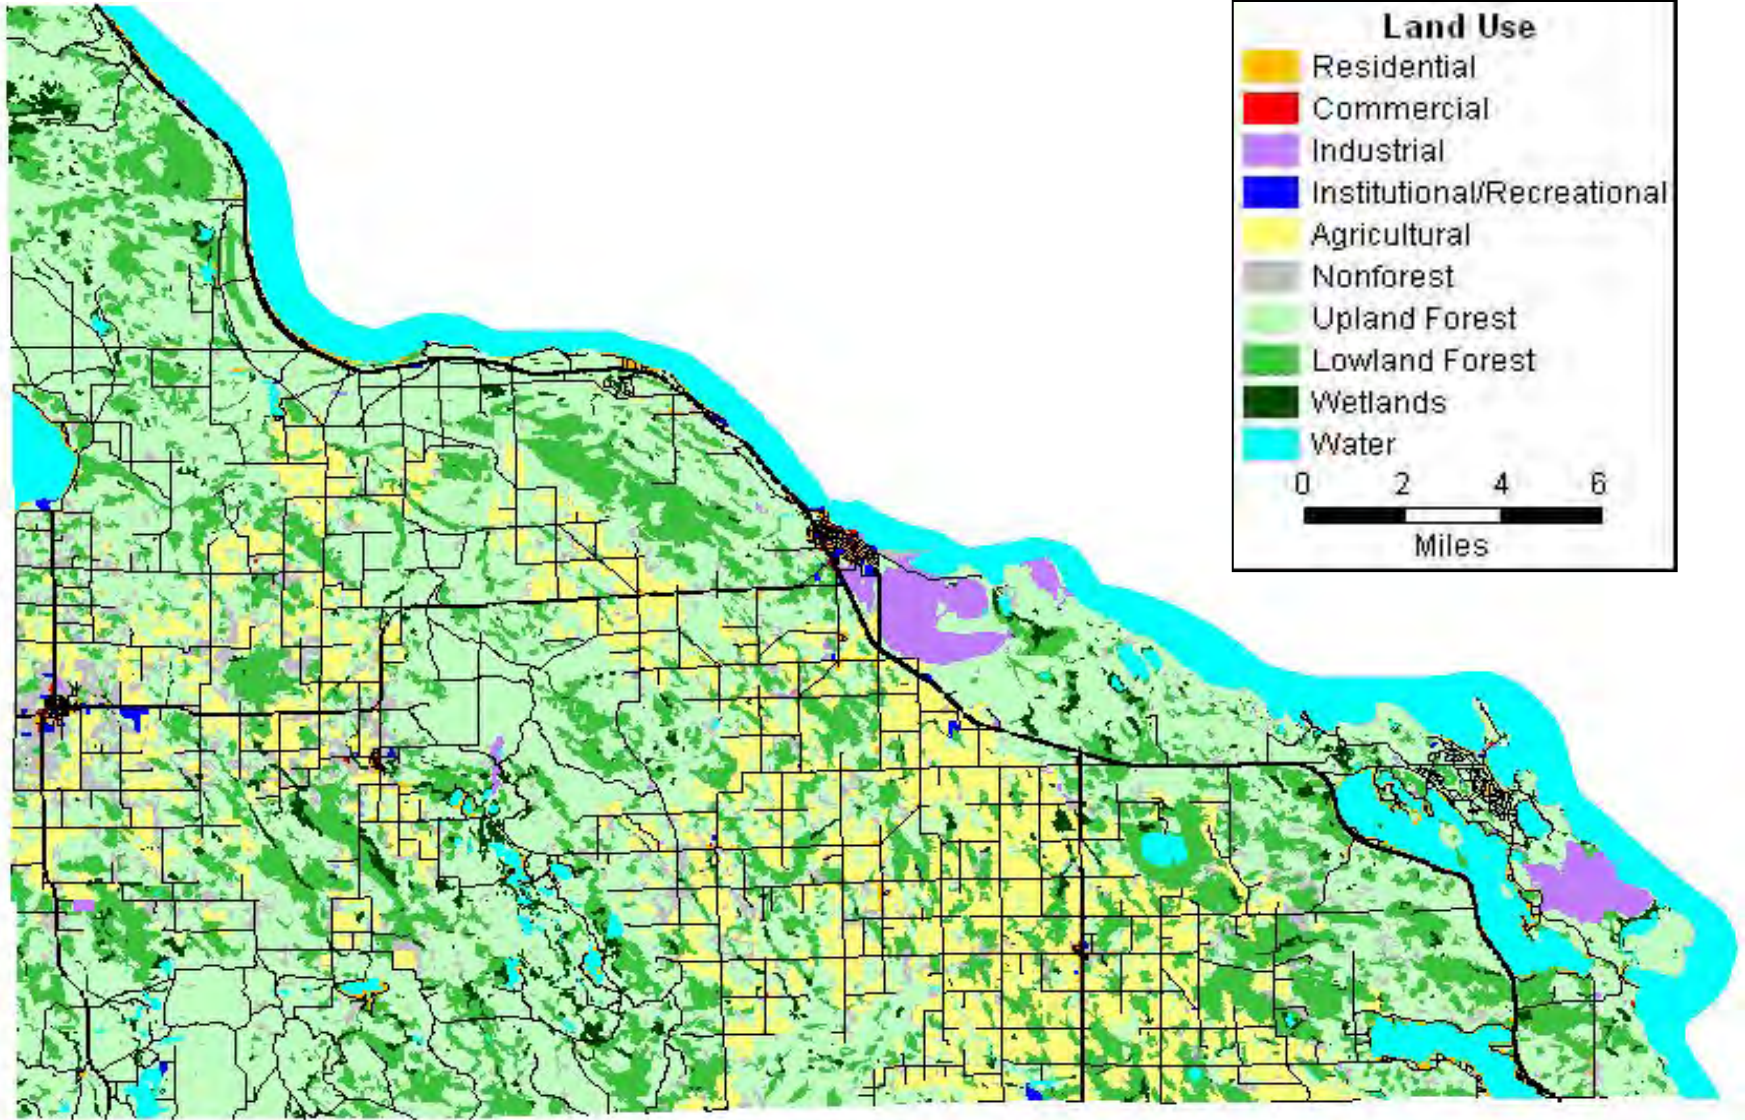 Land Use
Residential
Commercial
Industrial
Institutional/Recreational
Agricultural
Nonforest
Upland Forest
Lowland Forest
Wetlands
Water
0 2 4 6
Miles